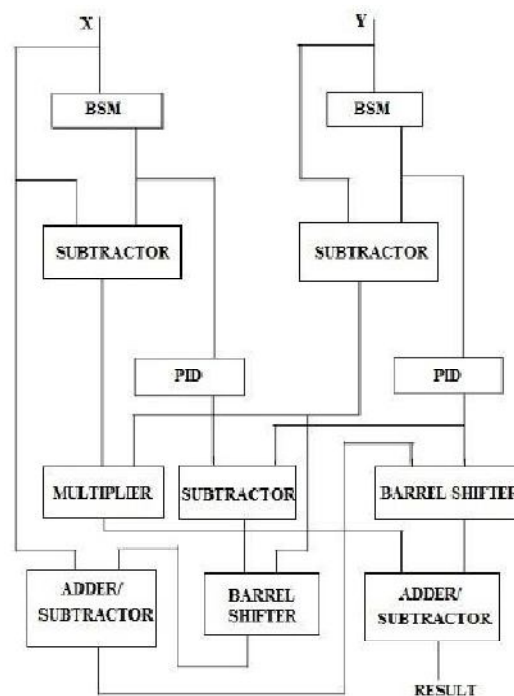 X Y
BSM BSM
SUBTRACTOR SUBTRACTOR
PID PID
MULTIPLIER SUBTRACTOR BARREL SHIFTER
ADDER/
SUBTRACTOR
BARREL
SHIFTER
ADDER/
SUBTRACTOR
RESULT